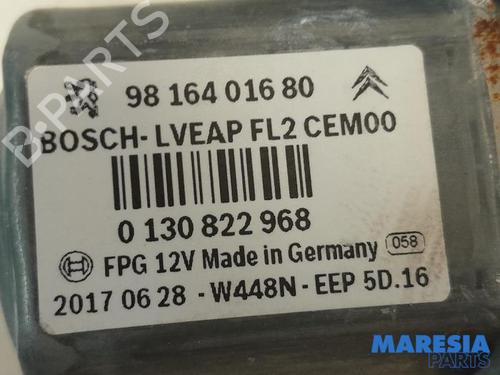 98 164 016 80
BOSCH- LVEAP FL2 CEM00
0 130 822 968
FPG 12V Made in Germany 058
2017 06 28 - W448N - EEP 5D.16
B-PARTS
MARESIA
PARTS